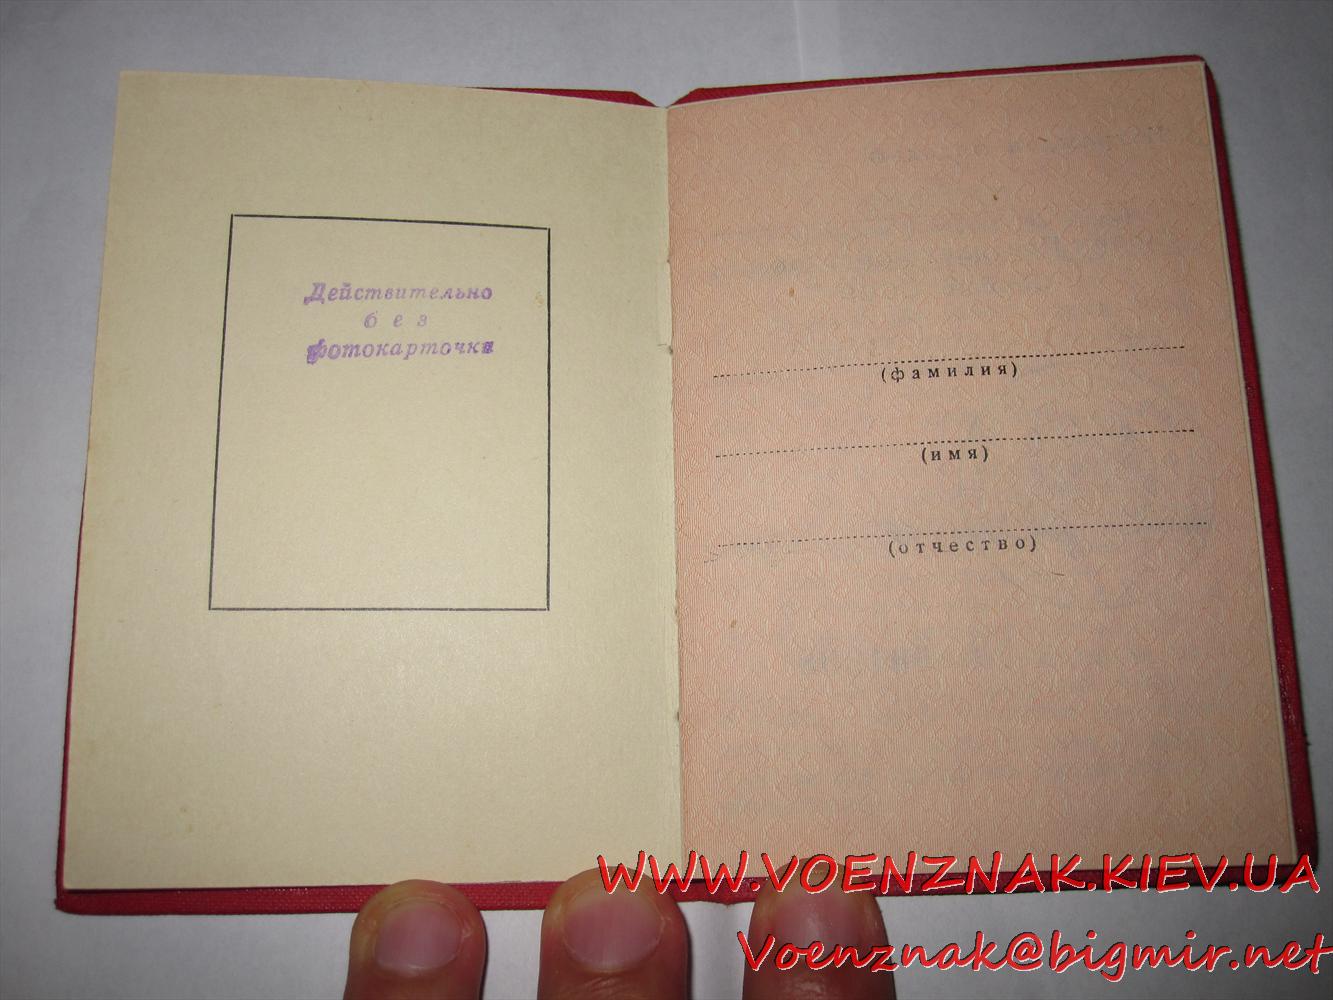 Действительно
без
фотокарточки
(фамилия)
(имя)
(отчество)
WWW.VOENZNAK.KIEV.UA
Voenznak@bigmir.net